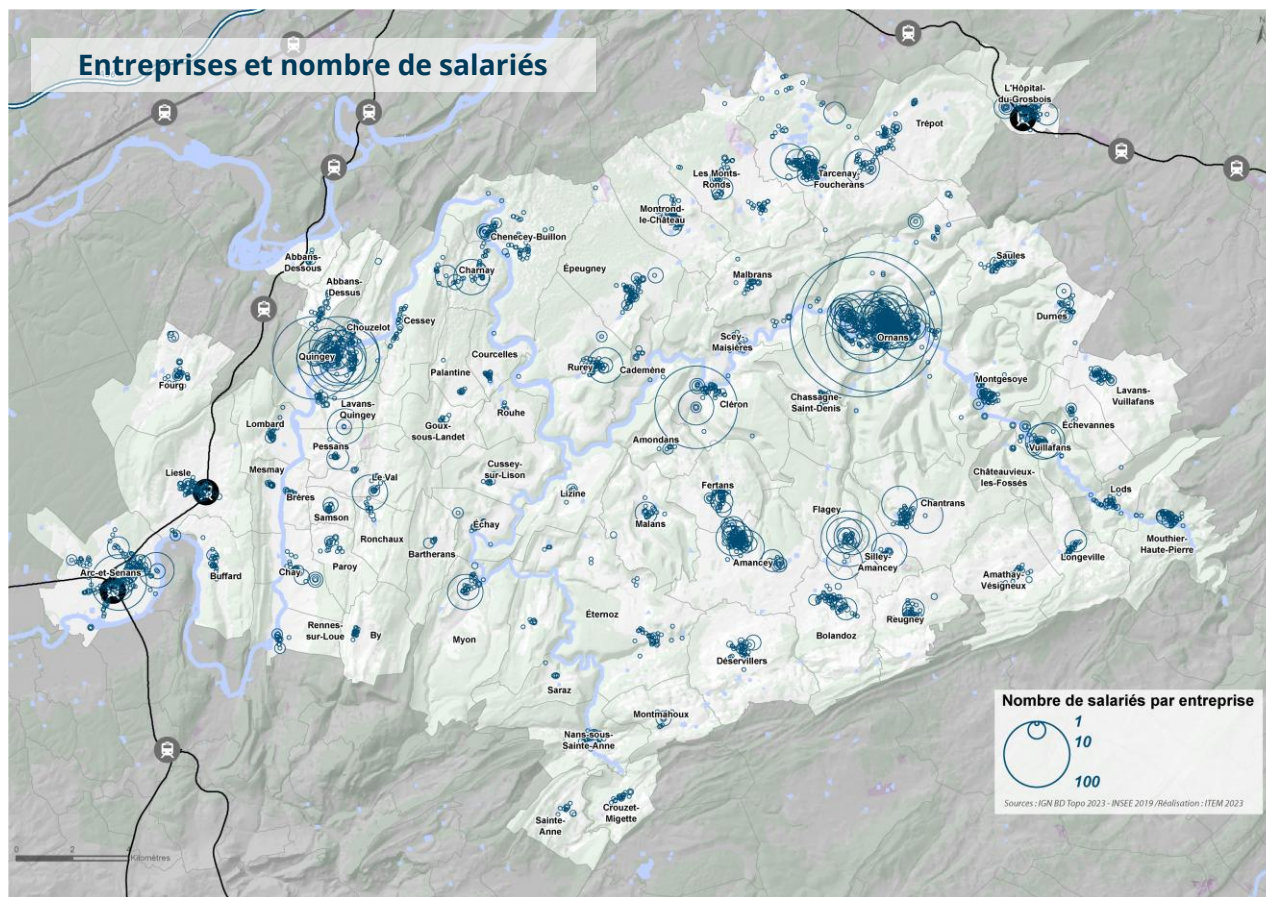 Entreprises et nombre de salariés
N
L'Hôpital-
du-Grosbois
Trépot
Tarcenay-
Foucherans
Les Monts-
Ronds
Montrond-
le-Château
Chenecey-Buillon
Abbans-
Dessous
Charnay
Épeugney
Malbrans
Saules
Abbans-
Dessus
Durnes
Chouzelot
Cessey
Scey-
Maisières
Ornans
Quingey
Courcelles
Rurey
Cademène
Palantine
Fourg
Montgesoye
Lavans-
Vuillafans
Cléron
Chassagne-
Saint-Denis
Lavans-
Quingey
Rouhe
Lombard
Goux-
sous-Landet
Échevannes
Pessans
Amondans
Vuillafans
Liesle
Mesmay
Le Val
Cussey-
sur-Lison
Châteauvieux-
les-Fossés
Brères
Lizine
Fertans
Lods
Samson
Malans
Flagey
Chantrans
Échay
Ronchaux
Mouthier-
Haute-Pierre
Bartherans
Silley-
Amancey
Longeville
Arc-et-Senans
Buffard
Chay
Paroy
Amancey
Amathay-
Vésigneux
Éternoz
Reugney
Rennes-
sur-Loue
By
Myon
Bolandoz
Déservillers
Saraz
Montmahoux
Nans-sous-
Sainte-Anne
Sainte-
Anne
Crouzet-
Migette
Nombre de salariés par entreprise
1
10
100
Sources : IGN BD Topo 2023 - INSEE 2019 /Réalisation : ITEM 2023
0 2 4
Kilomètres